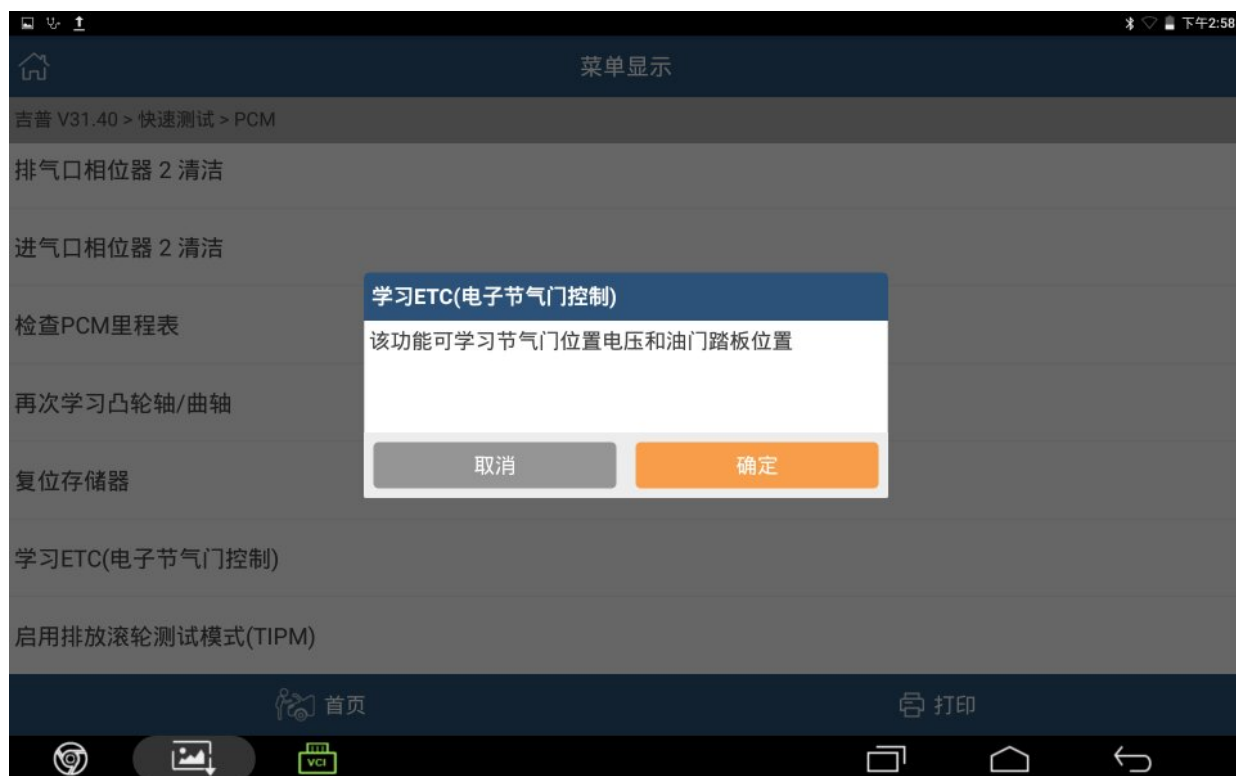 下午2:58
菜单显示
吉普 V31.40 > 快速测试 > PCM
排气口相位器 2 清洁
进气口相位器 2 清洁
检查PCM里程表
再次学习凸轮轴/曲轴
复位存储器
学习ETC(电子节气门控制)
启用排放滚轮测试模式(TIPM)
学习ETC(电子节气门控制)
该功能可学习节气门位置电压和油门踏板位置
取消
确定
首页
打印
VCI